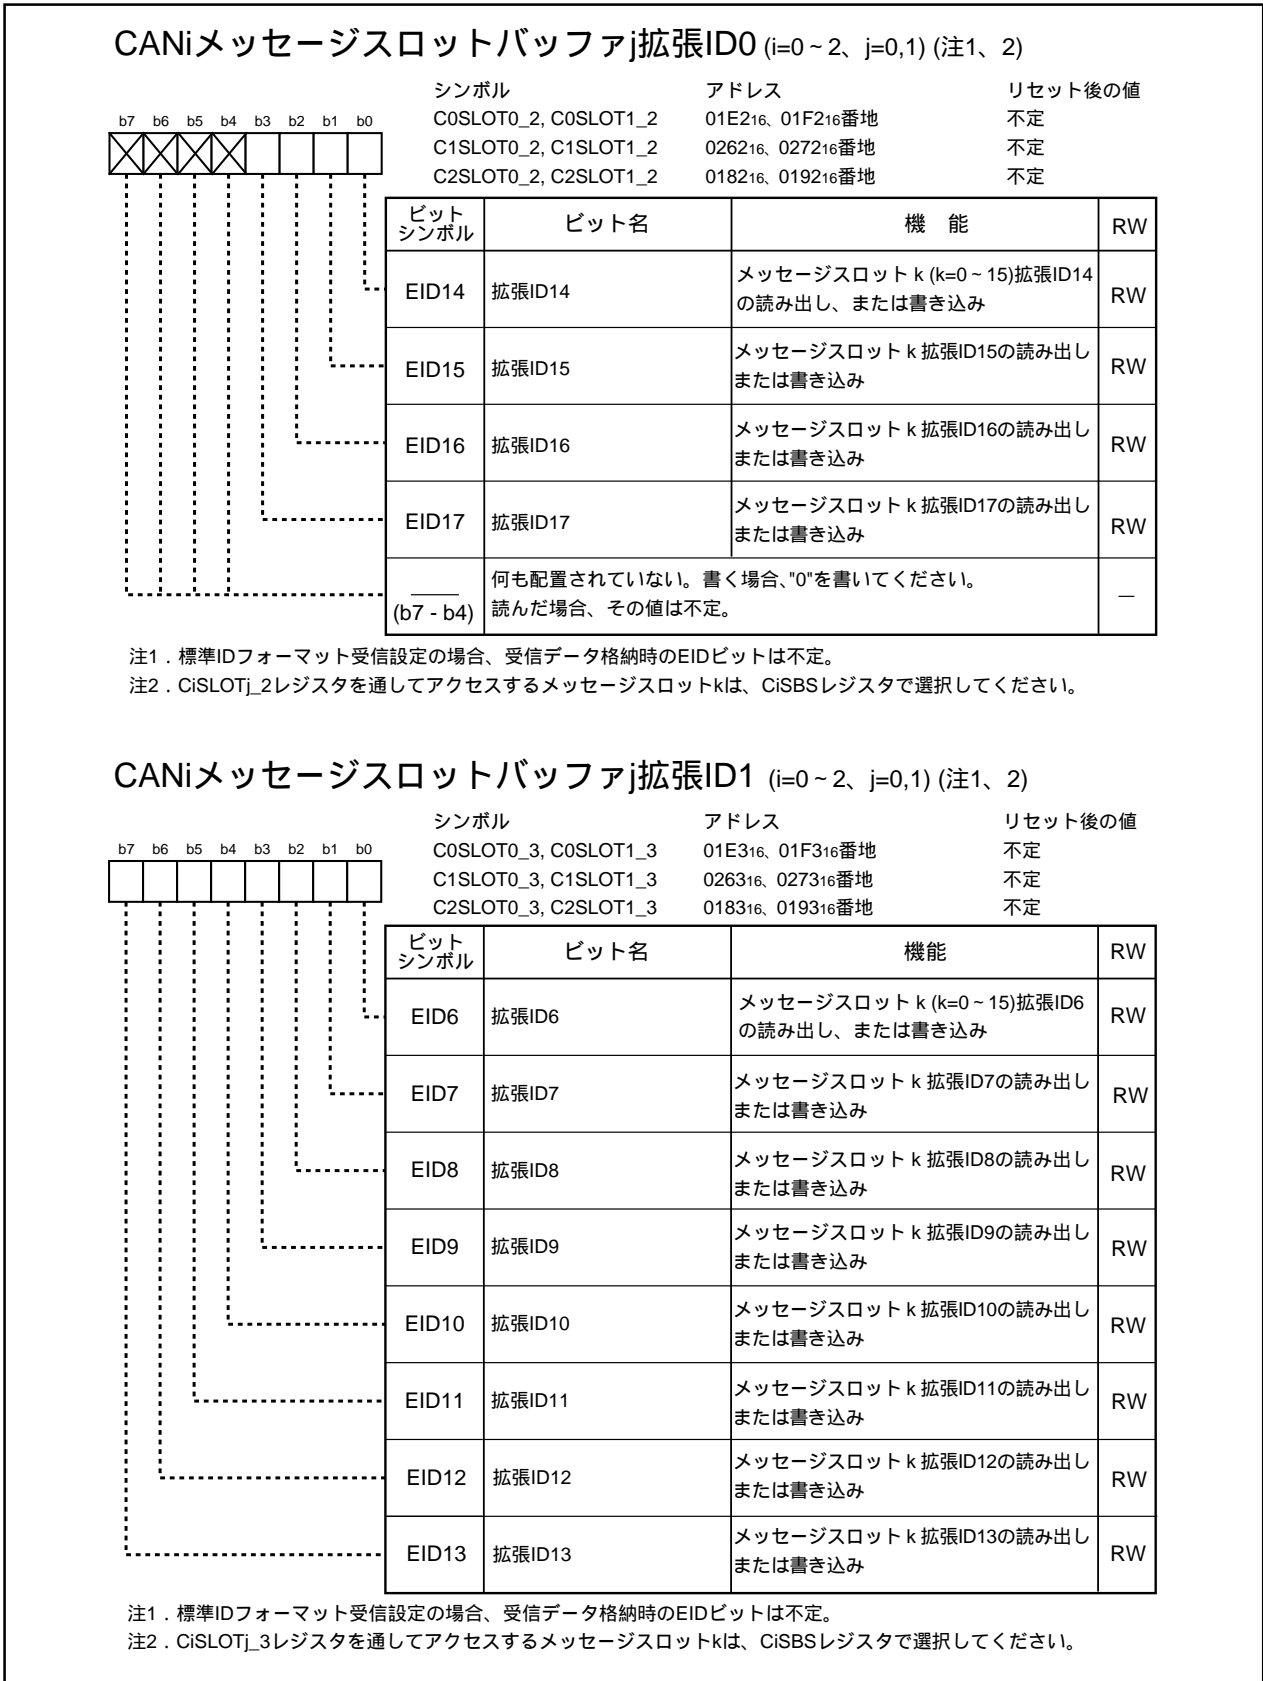 CANiメッセージスロットバッファj拡張ID0 (i=0～2、j=0,1) (注1、2)
シンボル アドレス リセット後の値
C0SLOT0_2, C0SLOT1_2 01E216、01F216番地 不定
C1SLOT0_2, C1SLOT1_2 026216、027216番地 不定
C2SLOT0_2, C2SLOT1_2 018216、019216番地 不定
b7 b6 b5 b4 b3 b2 b1 b0
ビット
シンボル ビット名 機　能 RW
EID14 拡張ID14 メッセージスロット k (k=0～15)拡張ID14
の読み出し、または書き込み RW
EID15 拡張ID15 メッセージスロット k 拡張ID15の読み出し
または書き込み RW
EID16 拡張ID16 メッセージスロット k 拡張ID16の読み出し
または書き込み RW
EID17 拡張ID17 メッセージスロット k 拡張ID17の読み出し
または書き込み RW
(b7 - b4) 何も配置されていない。書く場合、"0"を書いてください。
読んだ場合、その値は不定。 —
注1．標準IDフォーマット受信設定の場合、受信データ格納時のEIDビットは不定。
注2．CiSLOTj_2レジスタを通してアクセスするメッセージスロットkは、CiSBSレジスタで選択してください。
CANiメッセージスロットバッファj拡張ID1 (i=0～2、j=0,1) (注1、2)
シンボル アドレス リセット後の値
C0SLOT0_3, C0SLOT1_3 01E316、01F316番地 不定
C1SLOT0_3, C1SLOT1_3 026316、027316番地 不定
C2SLOT0_3, C2SLOT1_3 018316、019316番地 不定
b7 b6 b5 b4 b3 b2 b1 b0
ビット
シンボル ビット名 機能 RW
EID6 拡張ID6 メッセージスロット k (k=0～15)拡張ID6
の読み出し、または書き込み RW
EID7 拡張ID7 メッセージスロット k 拡張ID7の読み出し
または書き込み RW
EID8 拡張ID8 メッセージスロット k 拡張ID8の読み出し
または書き込み RW
EID9 拡張ID9 メッセージスロット k 拡張ID9の読み出し
または書き込み RW
EID10 拡張ID10 メッセージスロット k 拡張ID10の読み出し
または書き込み RW
EID11 拡張ID11 メッセージスロット k 拡張ID11の読み出し
または書き込み RW
EID12 拡張ID12 メッセージスロット k 拡張ID12の読み出し
または書き込み RW
EID13 拡張ID13 メッセージスロット k 拡張ID13の読み出し
または書き込み RW
注1．標準IDフォーマット受信設定の場合、受信データ格納時のEIDビットは不定。
注2．CiSLOTj_3レジスタを通してアクセスするメッセージスロットkは、CiSBSレジスタで選択してください。